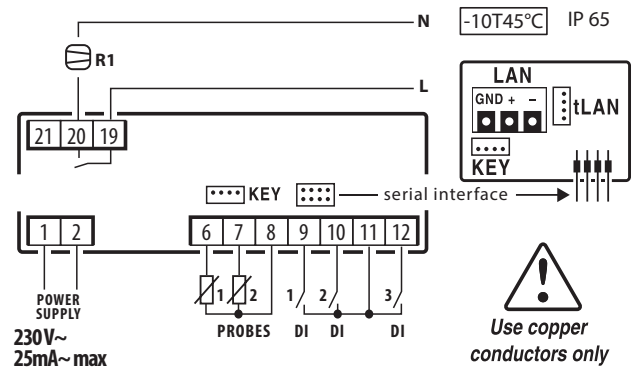 N
-10T45°C IP 65
R1
L
LAN
GND + -
tLAN
KEY
21 20 19
KEY
serial interface
1 2
6 7 8 9 10 11 12
1 2 1 2 3
POWER
SUPPLY
PROBES DI DI DI
230V~
25mA~ max
!
Use copper
conductors only